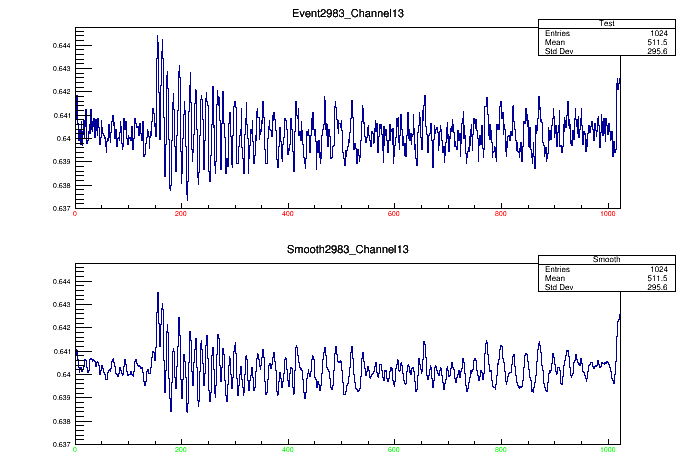 Event2983_Channel13
Test
Entries 1024
Mean 511.5
Std Dev 295.6
0.644
0.643
0.642
0.641
0.64
0.639
0.638
0.637
0 200 400 600 800 1000
Smooth2983_Channel13
Smooth
Entries 1024
Mean 511.5
Std Dev 295.6
0.644
0.643
0.642
0.641
0.64
0.639
0.638
0.637
0 200 400 600 800 1000